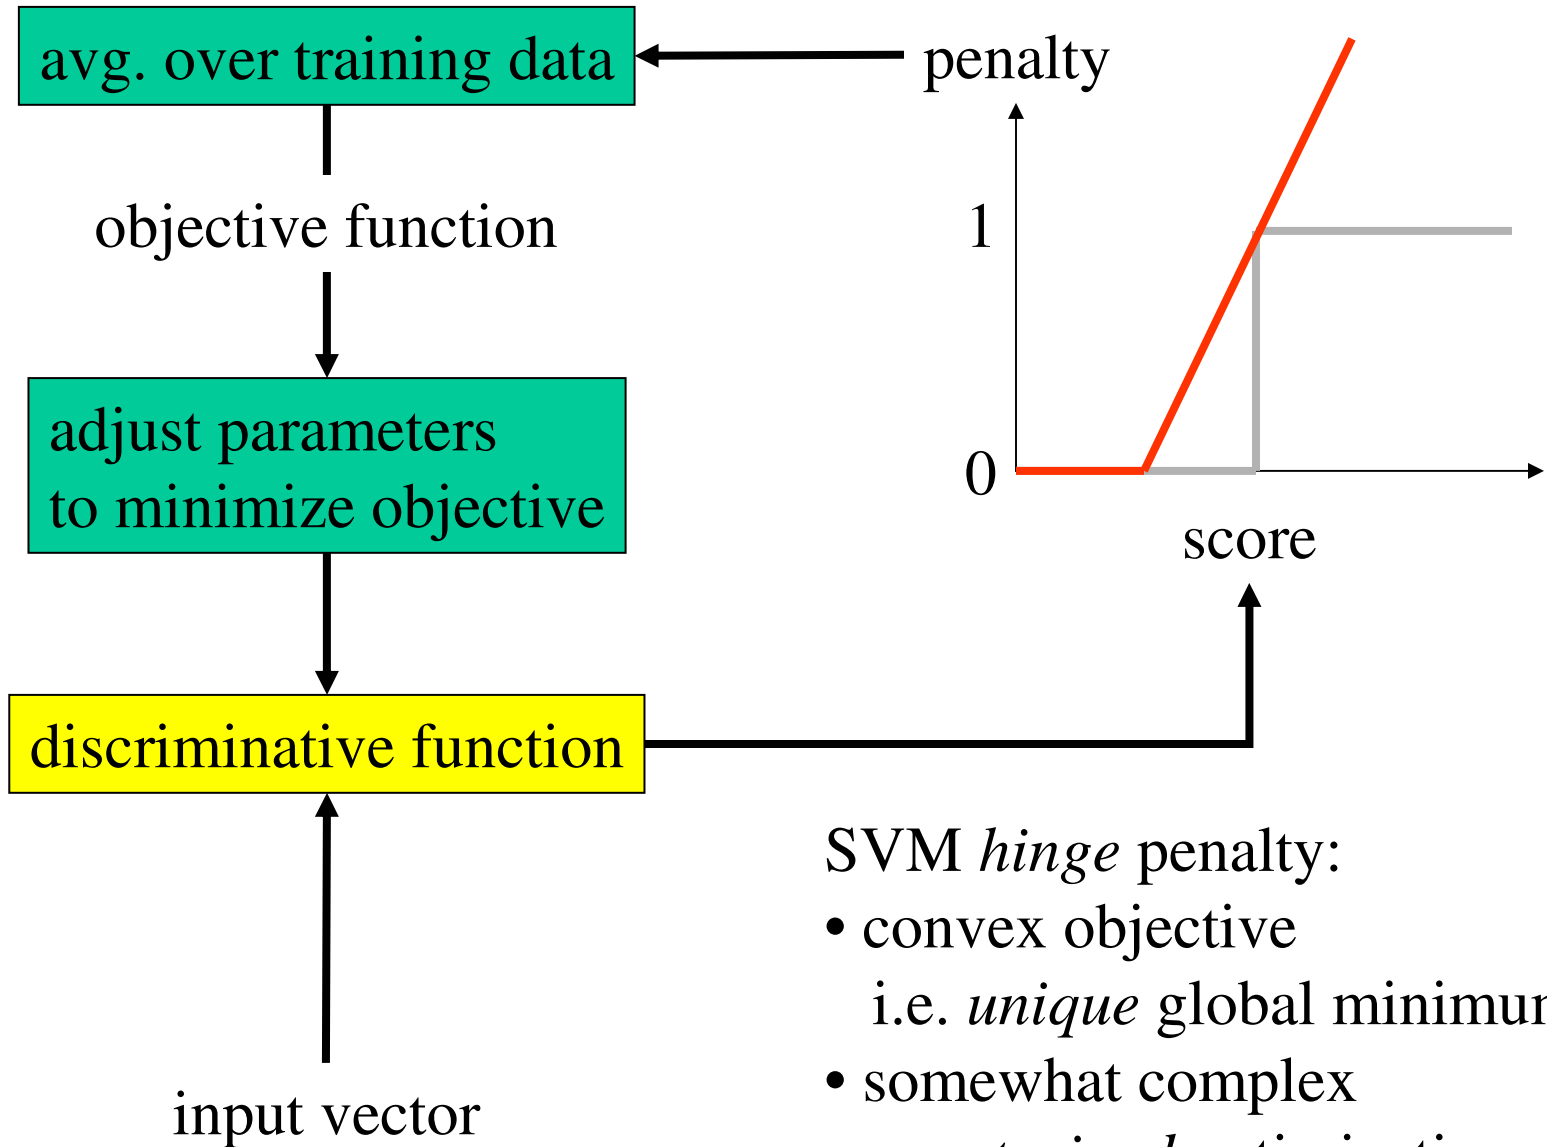 avg. over training data
penalty
objective function
1
adjust parameters
to minimize objective
0
score
discriminative function
SVM hinge penalty:
• convex objective
i.e. unique global
• somewhat complex
input vector